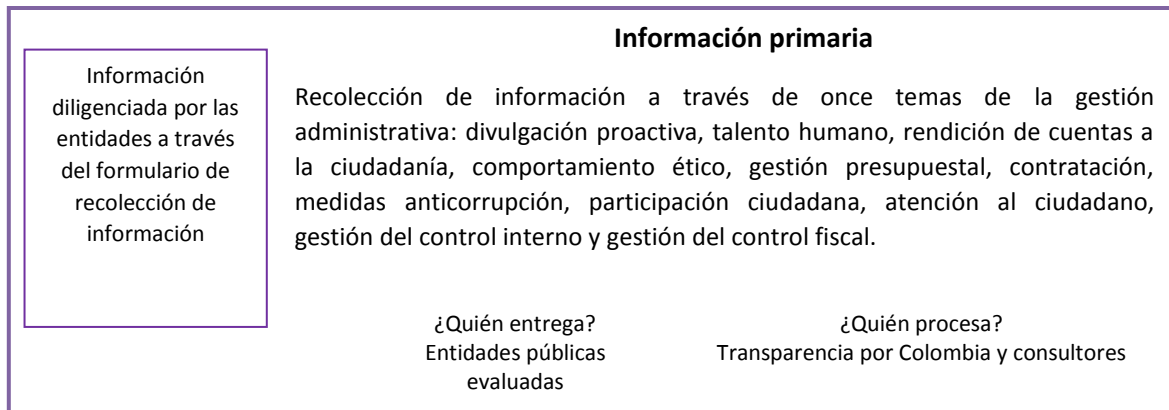 Información
diligenciada por las
entidades a través
del formulario de
recolección de
información
Información primaria
Recolección de información a través de once temas de la gestión
administrativa: divulgación proactiva, talento humano, rendición de cuentas a
la ciudadanía, comportamiento ético, gestión presupuestal, contratación,
medidas anticorrupción, participación ciudadana, atención al ciudadano,
gestión del control interno y gestión del control fiscal.
¿Quién entrega?
Entidades públicas
evaluadas
¿Quién procesa?
Transparencia por Colombia y consultores